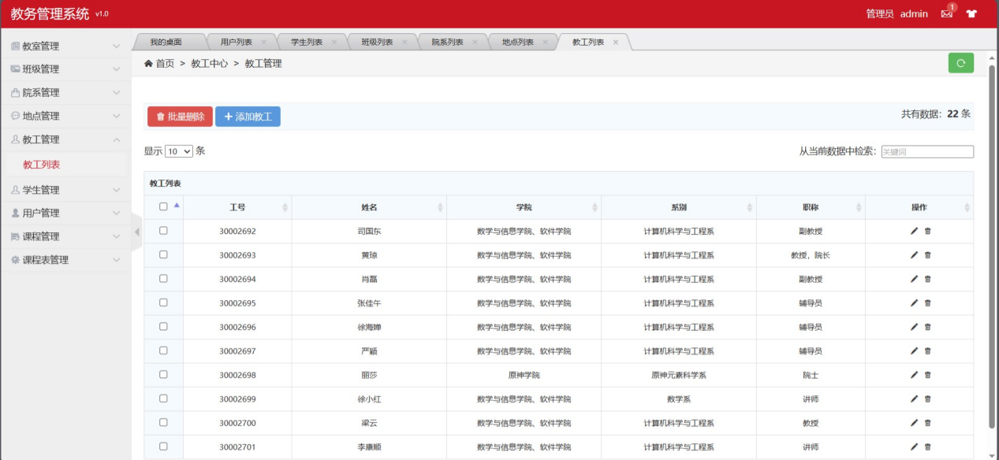 教务管理系统 v1.0
管理员 admin 1
教室管理
班级管理
院系管理
地点管理
教工管理
教工列表
学生管理
用户管理
课程管理
课程表管理
我的桌面 用户列表 × 学生列表 × 班级列表 × 院系列表 × 地点列表 × 教工列表 ×
首页 > 教工中心 > 教工管理
批量删除 添加教工 共有数据：22 条
显示 10 条 从当前数据中检索： 关键词
教工列表
工号 姓名 学院 系别 职称 操作
30002692 司国东 数学与信息学院、软件学院 计算机科学与工程系 副教授
30002693 黄琼 数学与信息学院、软件学院 计算机科学与工程系 教授，院长
30002694 肖磊 数学与信息学院、软件学院 计算机科学与工程系 副教授
30002695 张佳午 数学与信息学院、软件学院 计算机科学与工程系 辅导员
30002696 徐海婵 数学与信息学院、软件学院 计算机科学与工程系 辅导员
30002697 严颖 数学与信息学院、软件学院 计算机科学与工程系 辅导员
30002698 丽莎 原神学院 原神元素科学系 院士
30002699 徐小红 数学与信息学院、软件学院 数学系 讲师
30002700 梁云 数学与信息学院、软件学院 计算机科学与工程系 教授
30002701 李康顺 数学与信息学院、软件学院 计算机科学与工程系 讲师